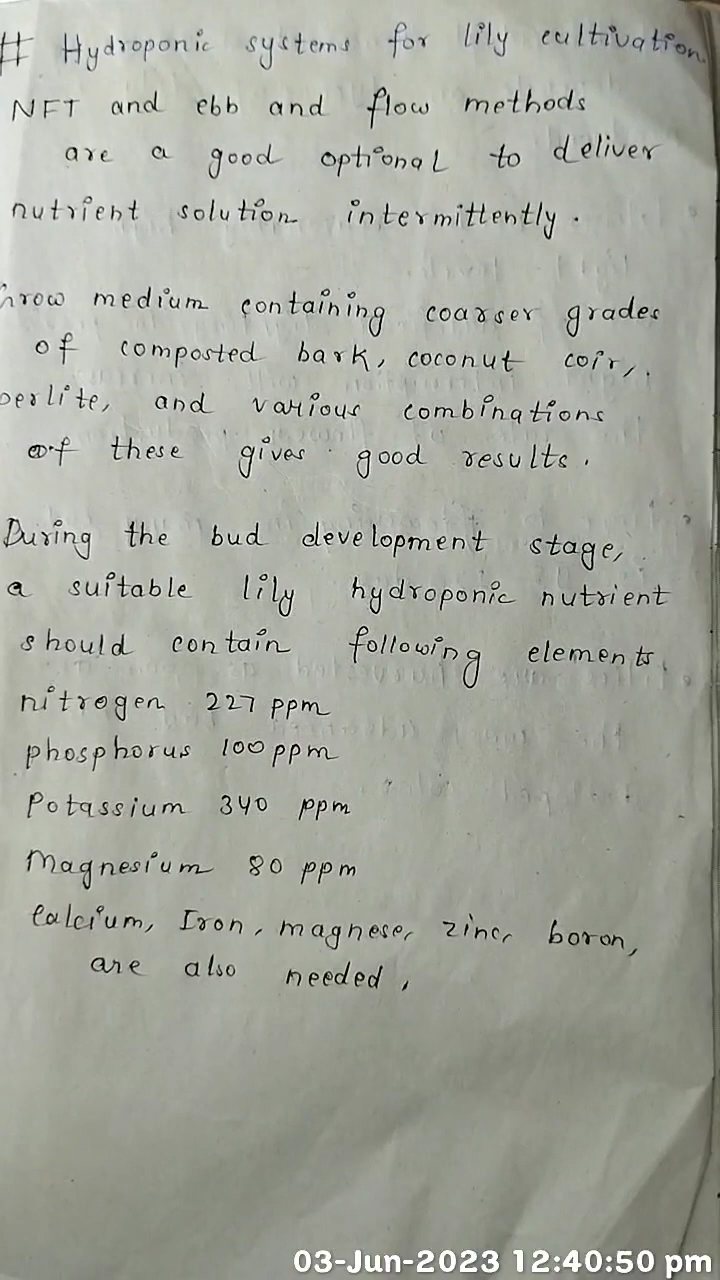 # Hydroponic systems for lily cultivation
NFT and ebb and flow methods
are a good optional to deliver
nutrient solution intermittently.
hrow medium containing coarser grades
of composted bark, coconut coir,.
perlite, and various combinations
of these gives good results.
During the bud development stage,
a suitable lily hydroponic nutrient
should contain following elements.
nitrogen 227 ppm
phosphorus 100 ppm
Potassium 340 ppm
Magnesium 80 ppm
Calcium, Iron, magnese, zinc, boron,
are also needed,
03-Jun-2023 12:40:50 pm